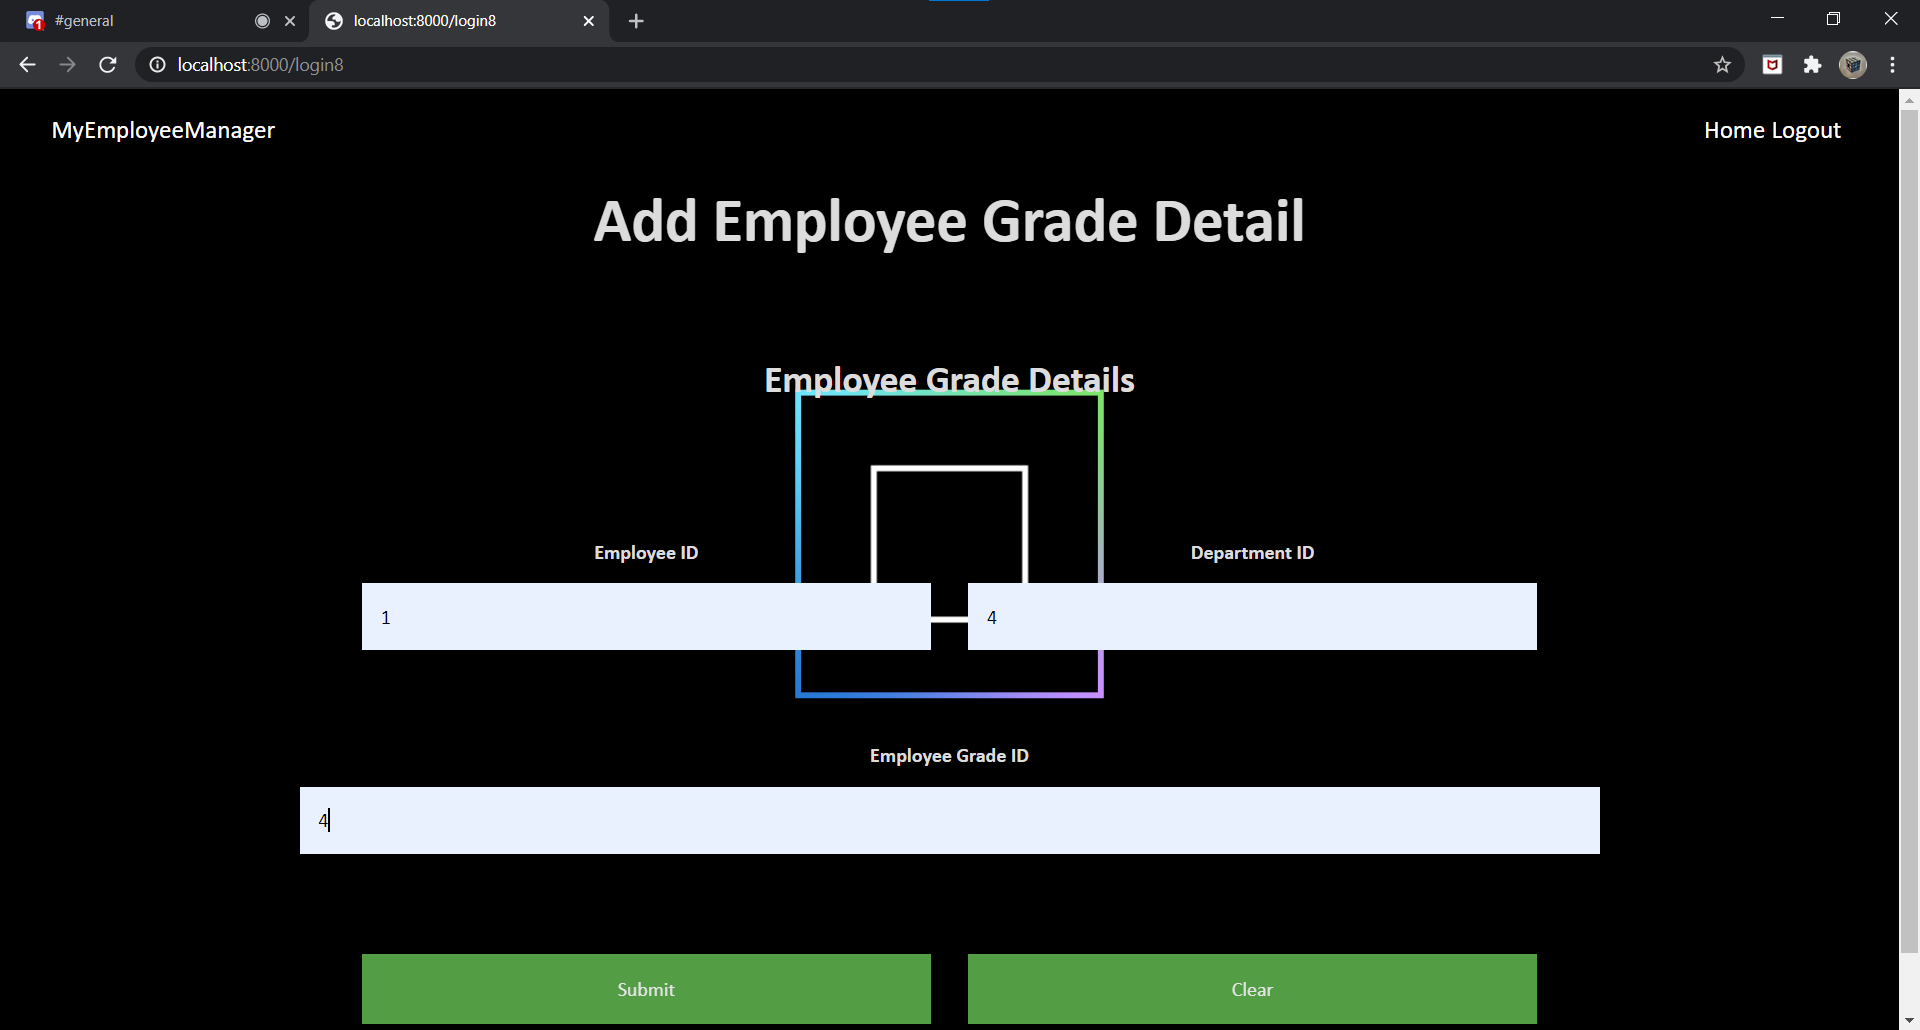 #general
localhost:8000/login8
localhost:8000/login8
MyEmployeeManager
Home Logout
Add Employee Grade Detail
Employee Grade Details
Employee ID
Department ID
1
4
Employee Grade ID
4
Submit
Clear